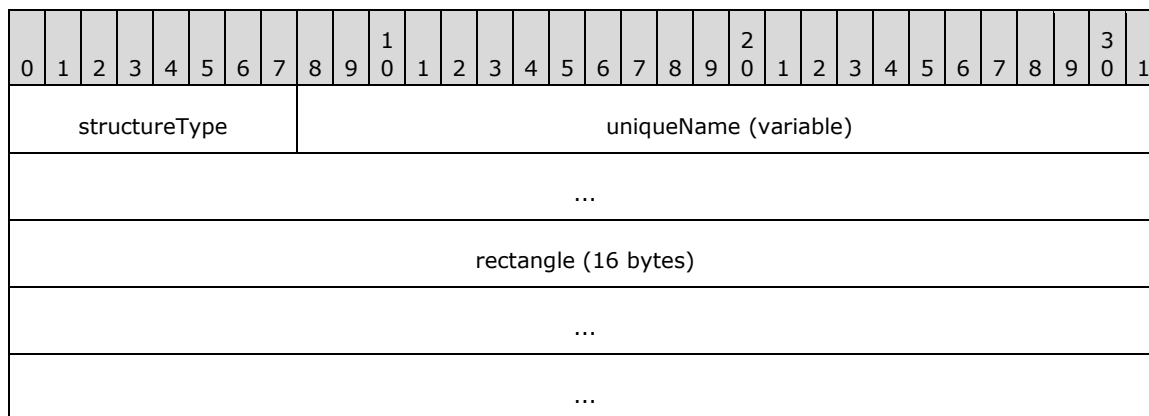 1 2 3
0 1 2 3 4 5 6 7 8 9 0 1 2 3 4 5 6 7 8 9 0 1 2 3 4 5 6 7 8 9 0 1
structureType uniqueName (variable)
...
rectangle (16 bytes)
...
...